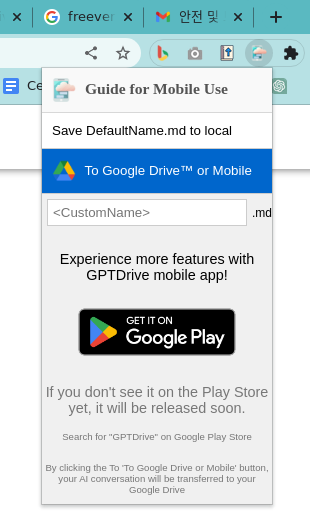 freever
안전 및
Ce
Guide for Mobile Use
Save DefaultName.md to local
To Google Drive™ or Mobile
<CustomName>
.md
Experience more features with
GPTDrive mobile app!
GET IT ON
Google Play
If you don't see it on the Play Store
yet, it will be released soon.
Search for "GPTDrive" on Google Play Store
By clicking the To 'To Google Drive or Mobile' button,
your AI conversation will be transferred to your
Google Drive